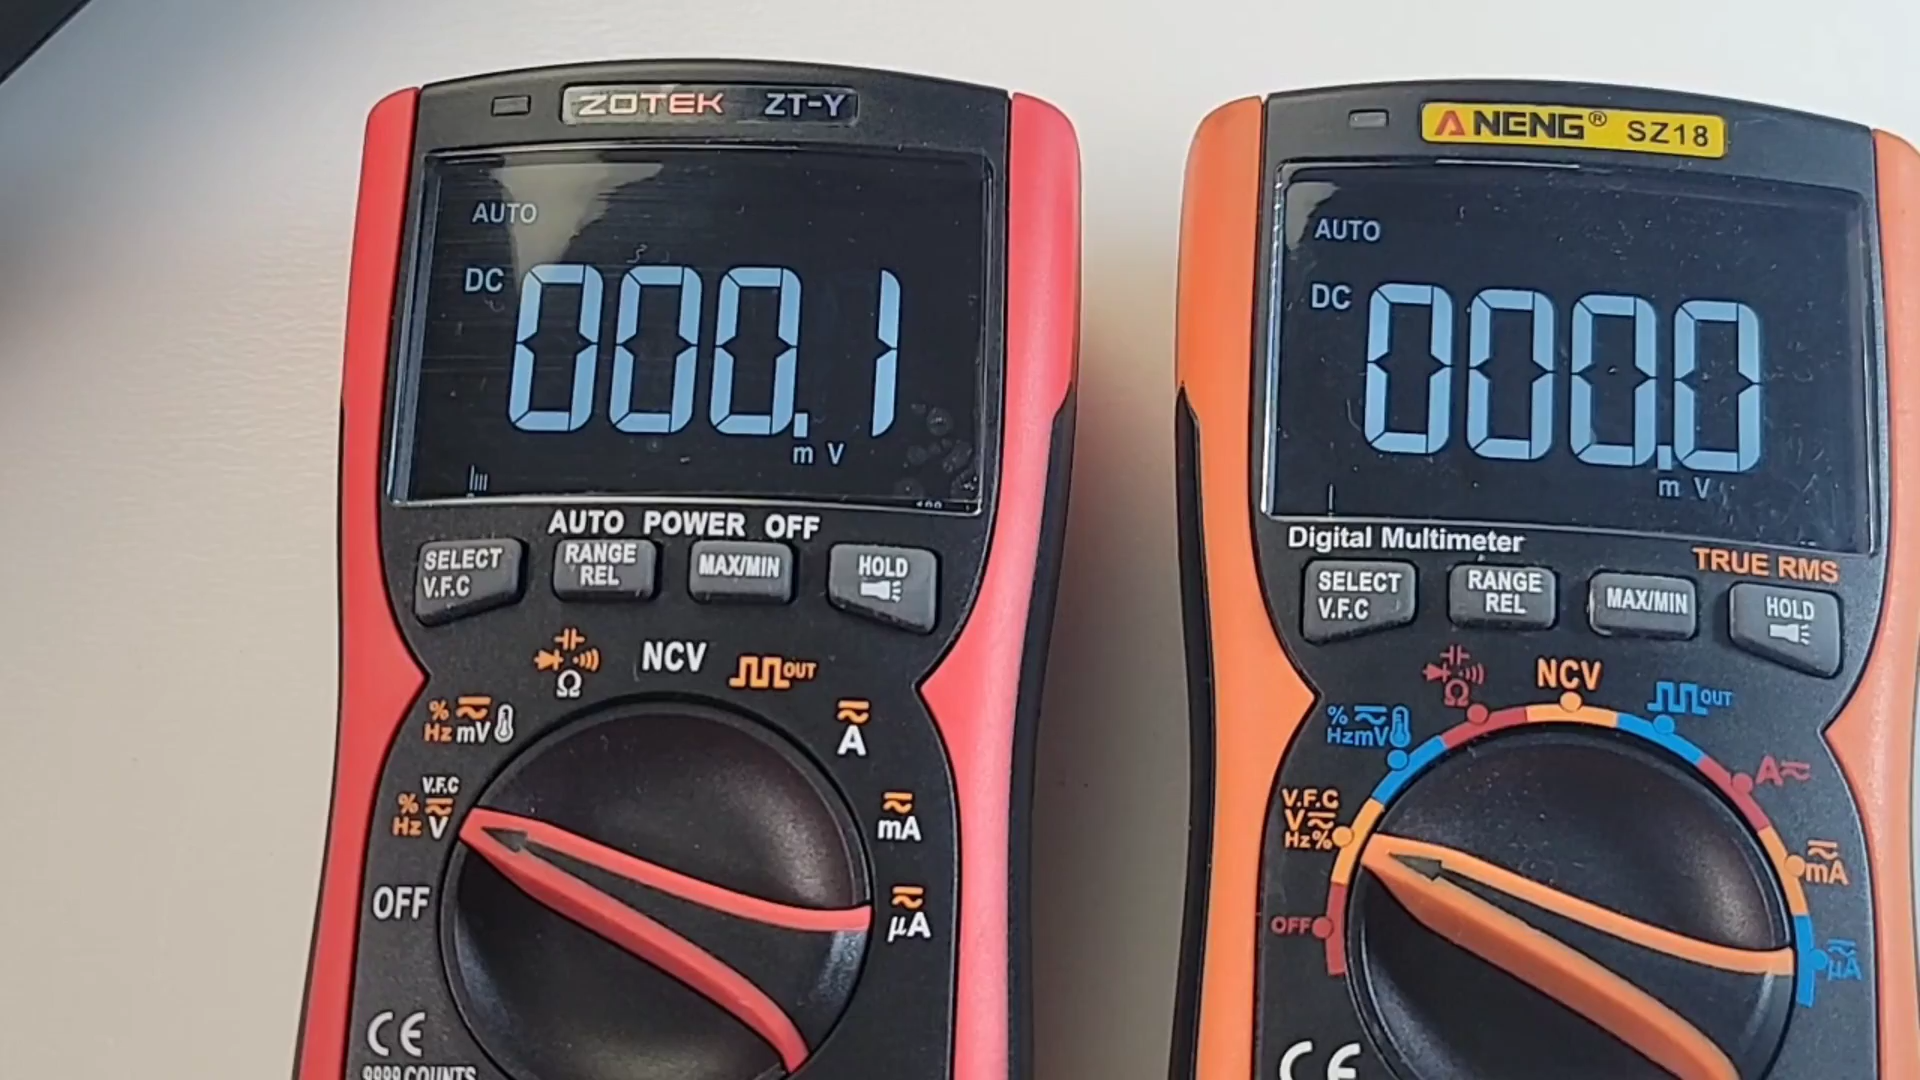 ZOTEK ZT-Y
AUTO
DC 000.1
m V
AUTO POWER OFF
SELECT
V.F.C
RANGE
REL
MAX/MIN
HOLD
Ω
NCV
OUT
%
Hz mV
A
V.F.C
%
Hz V
mA
OFF
µA
CE
9999 COUNTS
ANENG® SZ18
AUTO
DC 000.0
m V
Digital Multimeter
TRUE RMS
SELECT
V.F.C
RANGE
REL
MAX/MIN
HOLD
Ω
NCV
OUT
%
HzmV
A
V.F.C
V
Hz%
mA
OFF
µA
CE